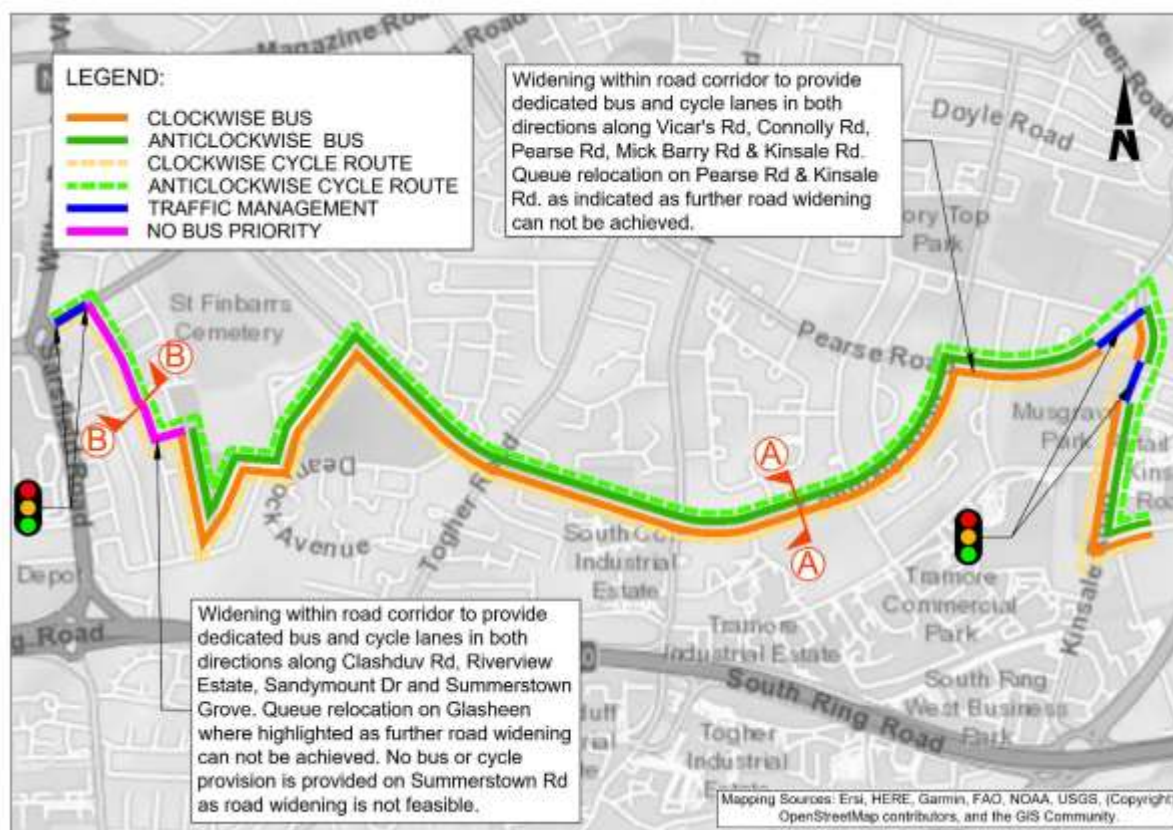 Magazine Road
LEGEND:
CLOCKWISE BUS
ANTICLOCKWISE BUS
CLOCKWISE CYCLE ROUTE
ANTICLOCKWISE CYCLE ROUTE
TRAFFIC MANAGEMENT
NO BUS PRIORITY
Widening within road corridor to provide
dedicated bus and cycle lanes in both
directions along Vicar's Rd, Connolly Rd,
Pearse Rd, Mick Barry Rd & Kinsale Rd.
Queue relocation on Pearse Rd & Kinsale
Rd. as indicated as further road widening
can not be achieved.
Doyle Road
N
Park
St Finbarrs
Cemetery
Pearse Road
Sarsfield Road
B
B
Park
A
A
Avenue
Togher
Industrial
Estate
Depot
Tramore
Commercial
Park
Kinsale
Tramore
Industrial Estate
South Ring Road
South Ring
West Business
Park
Togher
Industrial
Widening within road corridor to provide
dedicated bus and cycle lanes in both
directions along Clashduv Rd, Riverview
Estate, Sandymount Dr and Summerstown
Grove. Queue relocation on Glasheen
where highlighted as further road widening
can not be achieved. No bus or cycle
provision is provided on Summerstown Rd
as road widening is not feasible.
Mapping Sources: Ersi, HERE, Garmin, FAO, NOAA, USGS, (Copyright)
OpenStreetMap contributors, and the GIS Community.